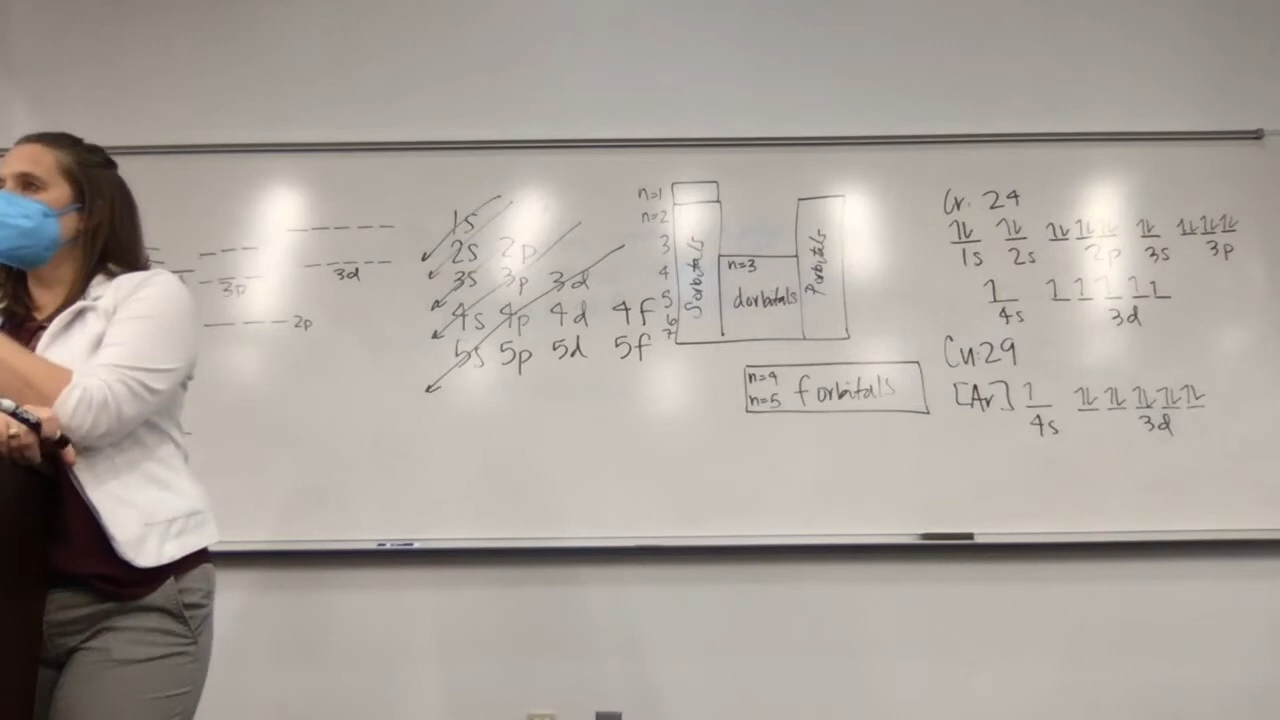 3d
3p
2p
1s
2s 2p
3s 3p 3d
4s 4p 4d 4f
5s 5p 5d 5f
n=1
n=2
3
4
5
6
7
s orbitals
n=3
d orbitals
p orbitals
n=4
n=5
f orbitals
Cr: 24
1s 2s 2p 3s 3p
4s 3d
Cu: 29
[Ar]
4s 3d